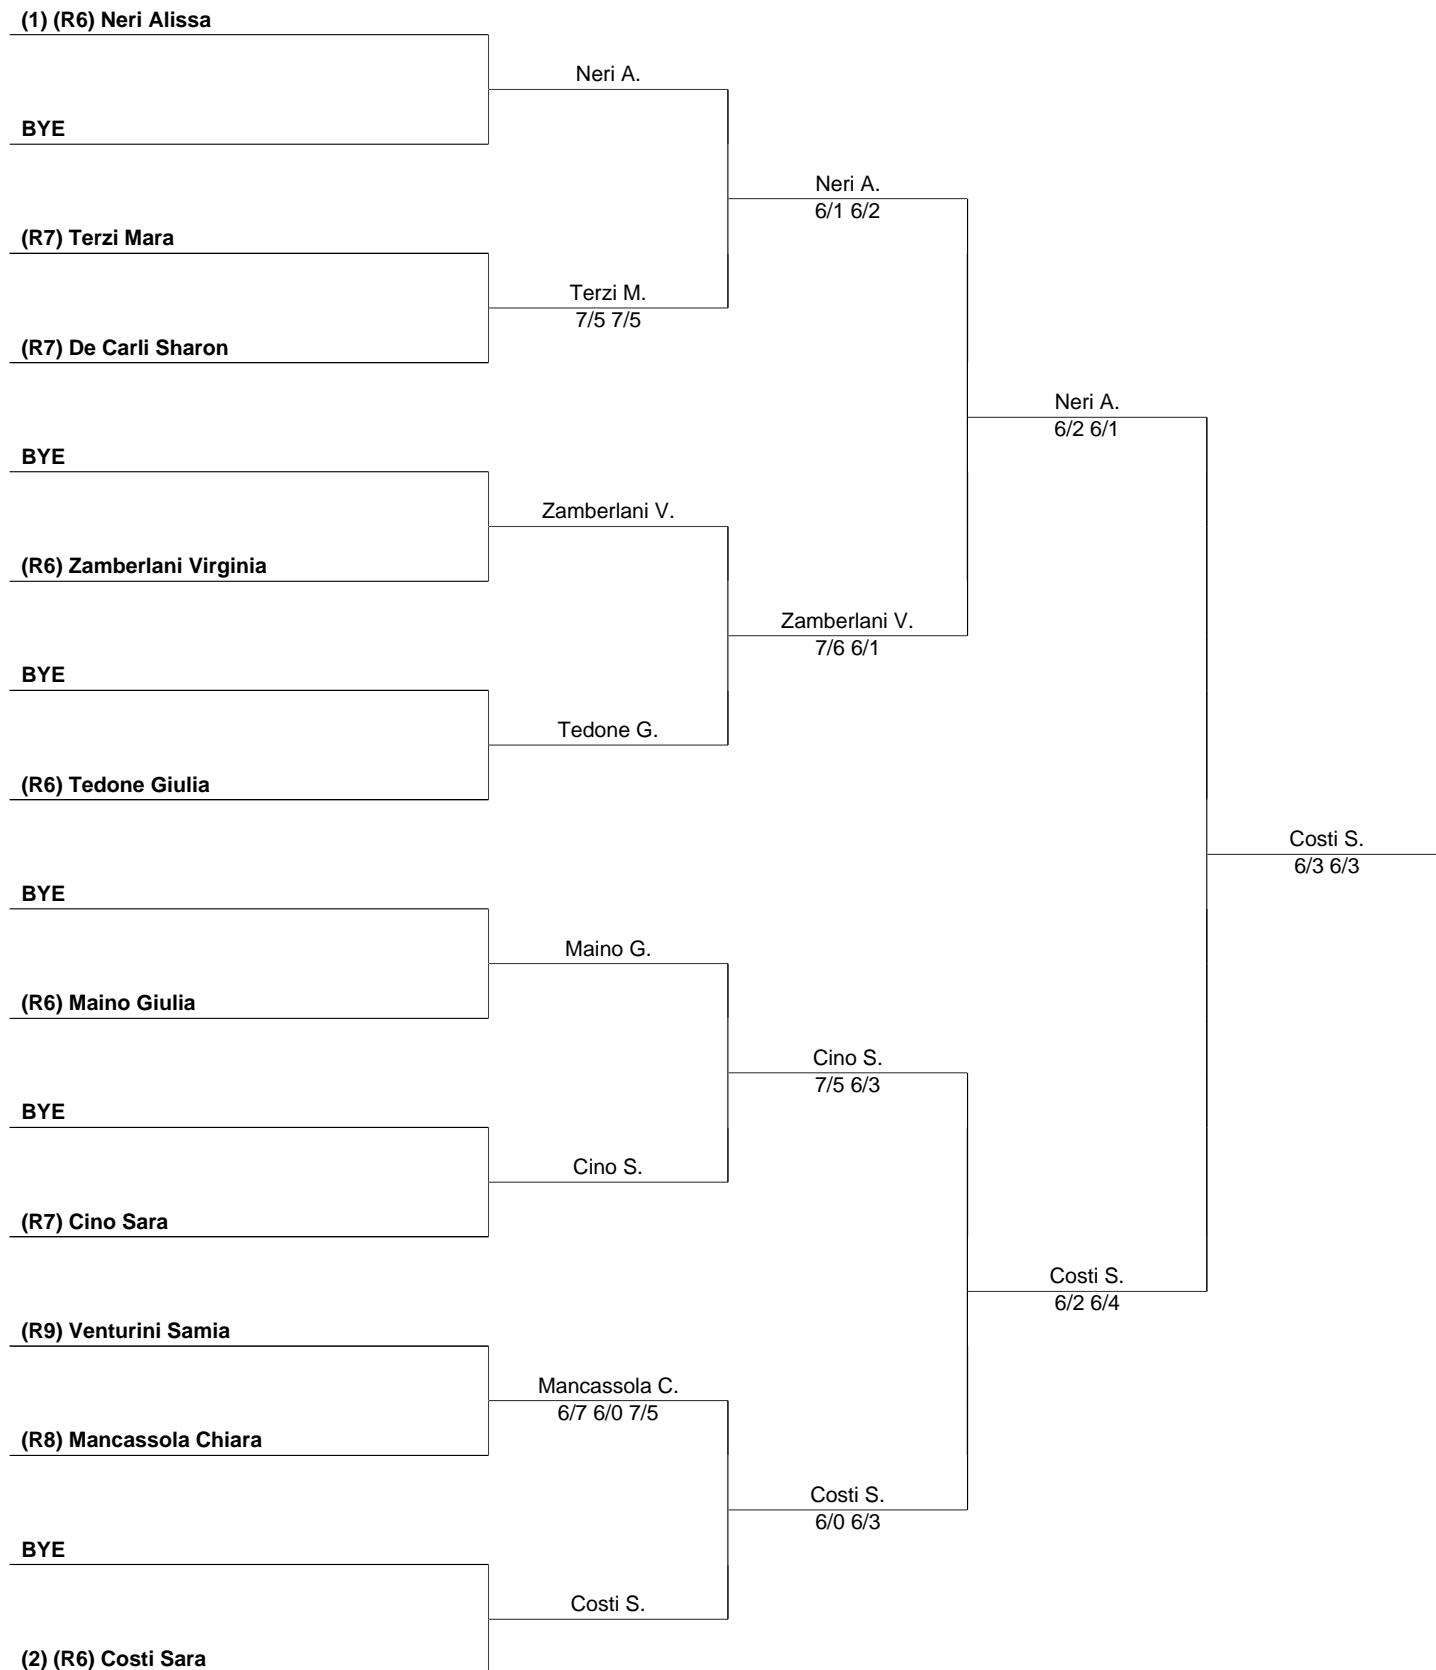 (1) (R6) Neri Alissa
Neri A.
BYE
Neri A.
6/1 6/2
(R7) Terzi Mara
Terzi M.
7/5 7/5
(R7) De Carli Sharon
Neri A.
6/2 6/1
BYE
Zamberlani V.
(R6) Zamberlani Virginia
Zamberlani V.
7/6 6/1
BYE
Tedone G.
(R6) Tedone Giulia
Costi S.
6/3 6/3
BYE
Maino G.
(R6) Maino Giulia
Cino S.
7/5 6/3
BYE
Cino S.
(R7) Cino Sara
Costi S.
6/2 6/4
(R9) Venturini Samia
Mancassola C.
6/7 6/0 7/5
(R8) Mancassola Chiara
Costi S.
6/0 6/3
BYE
Costi S.
(2) (R6) Costi Sara